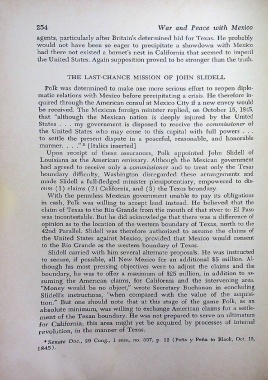 254 War and Peace with Mexico
agents, particularly after Britain's determined bid for Texas. He probably
would not have been so eager to precipitate a showdown with Mexico
had there not existed a hornet's nest in California that seemed to imperil
the United States. Again supposition proved to be stronger than the truth.
THE LAST-CHANCE MISSION OF JOHN SLIDELL
Polk was determined to make one more serious effort to reopen diplo-
matic relations with Mexico before precipitating a crisis. He therefore in-
quired through the American consul at Mexico City if a new envoy would
be received. The Mexican foreign minister replied, on October 15, 1845,
that "although the Mexican nation is deeply injured by the United
States . . . my government is disposed to receive the commissioner of
the United States who may come to this capital with full powers . . .
to settle the present dispute in a peaceful, reasonable, and honorable
manner. . . ." * [italics inserted]
Upon receipt of these assurances, Polk appointed John Slidell of
Louisiana as the American emissary. Although the Mexican government
had agreed to receive only a commissioner and to treat only the Texan
boundary difficulty, Washington disregarded these arrangements and
made Slidell a full-fledged minister plenipotentiary, empowered to dis-
cuss (1) claims (2) California, and (3) the Texan boundary.
With the penniless Mexican government unable to pay its obligations
in cash, Polk was willing to accept land instead. He believed that the
claim of Texas to the Rio Grande from the mouth of that river to El Paso
was incontestable. But he did acknowledge that there was a difference of
opinion as to the location of the western boundary of Texas, north to the
42nd Parallel. Slidell was therefore authorized to assume the claims of
the United States against Mexico, provided that Mexico would consent
to the Rio Grande as the western boundary of Texas.
Slidell carried with him several alternate proposals. He was instructed
to secure, if possible, all New Mexico for an additional $5 million. Al-
though his most pressing objectives were to adjust the claims and the
boundary, he was to offer a maximum of $25 million, in addition to as-
suming the American claims, for California and the intervening area.
"Money would be no object," wrote Secretary Buchanan in concluding
Slidell's instructions, "when compared with the value of the acquisi-
tion." But one should note that at this stage of the game Polk, as an
absolute minimum, was willing to exchange American claims for a settle-
ment of the Texan boundary. He was not prepared to serve an ultimatum
for California; this area might yet be acquired by processes of internal
revolution, in the manner of Texas.
* Senate Doc., 29 Cong., 1 sess., no. 337, p. 12 (Peña y Peña to Black, Oct. 15,
1845).